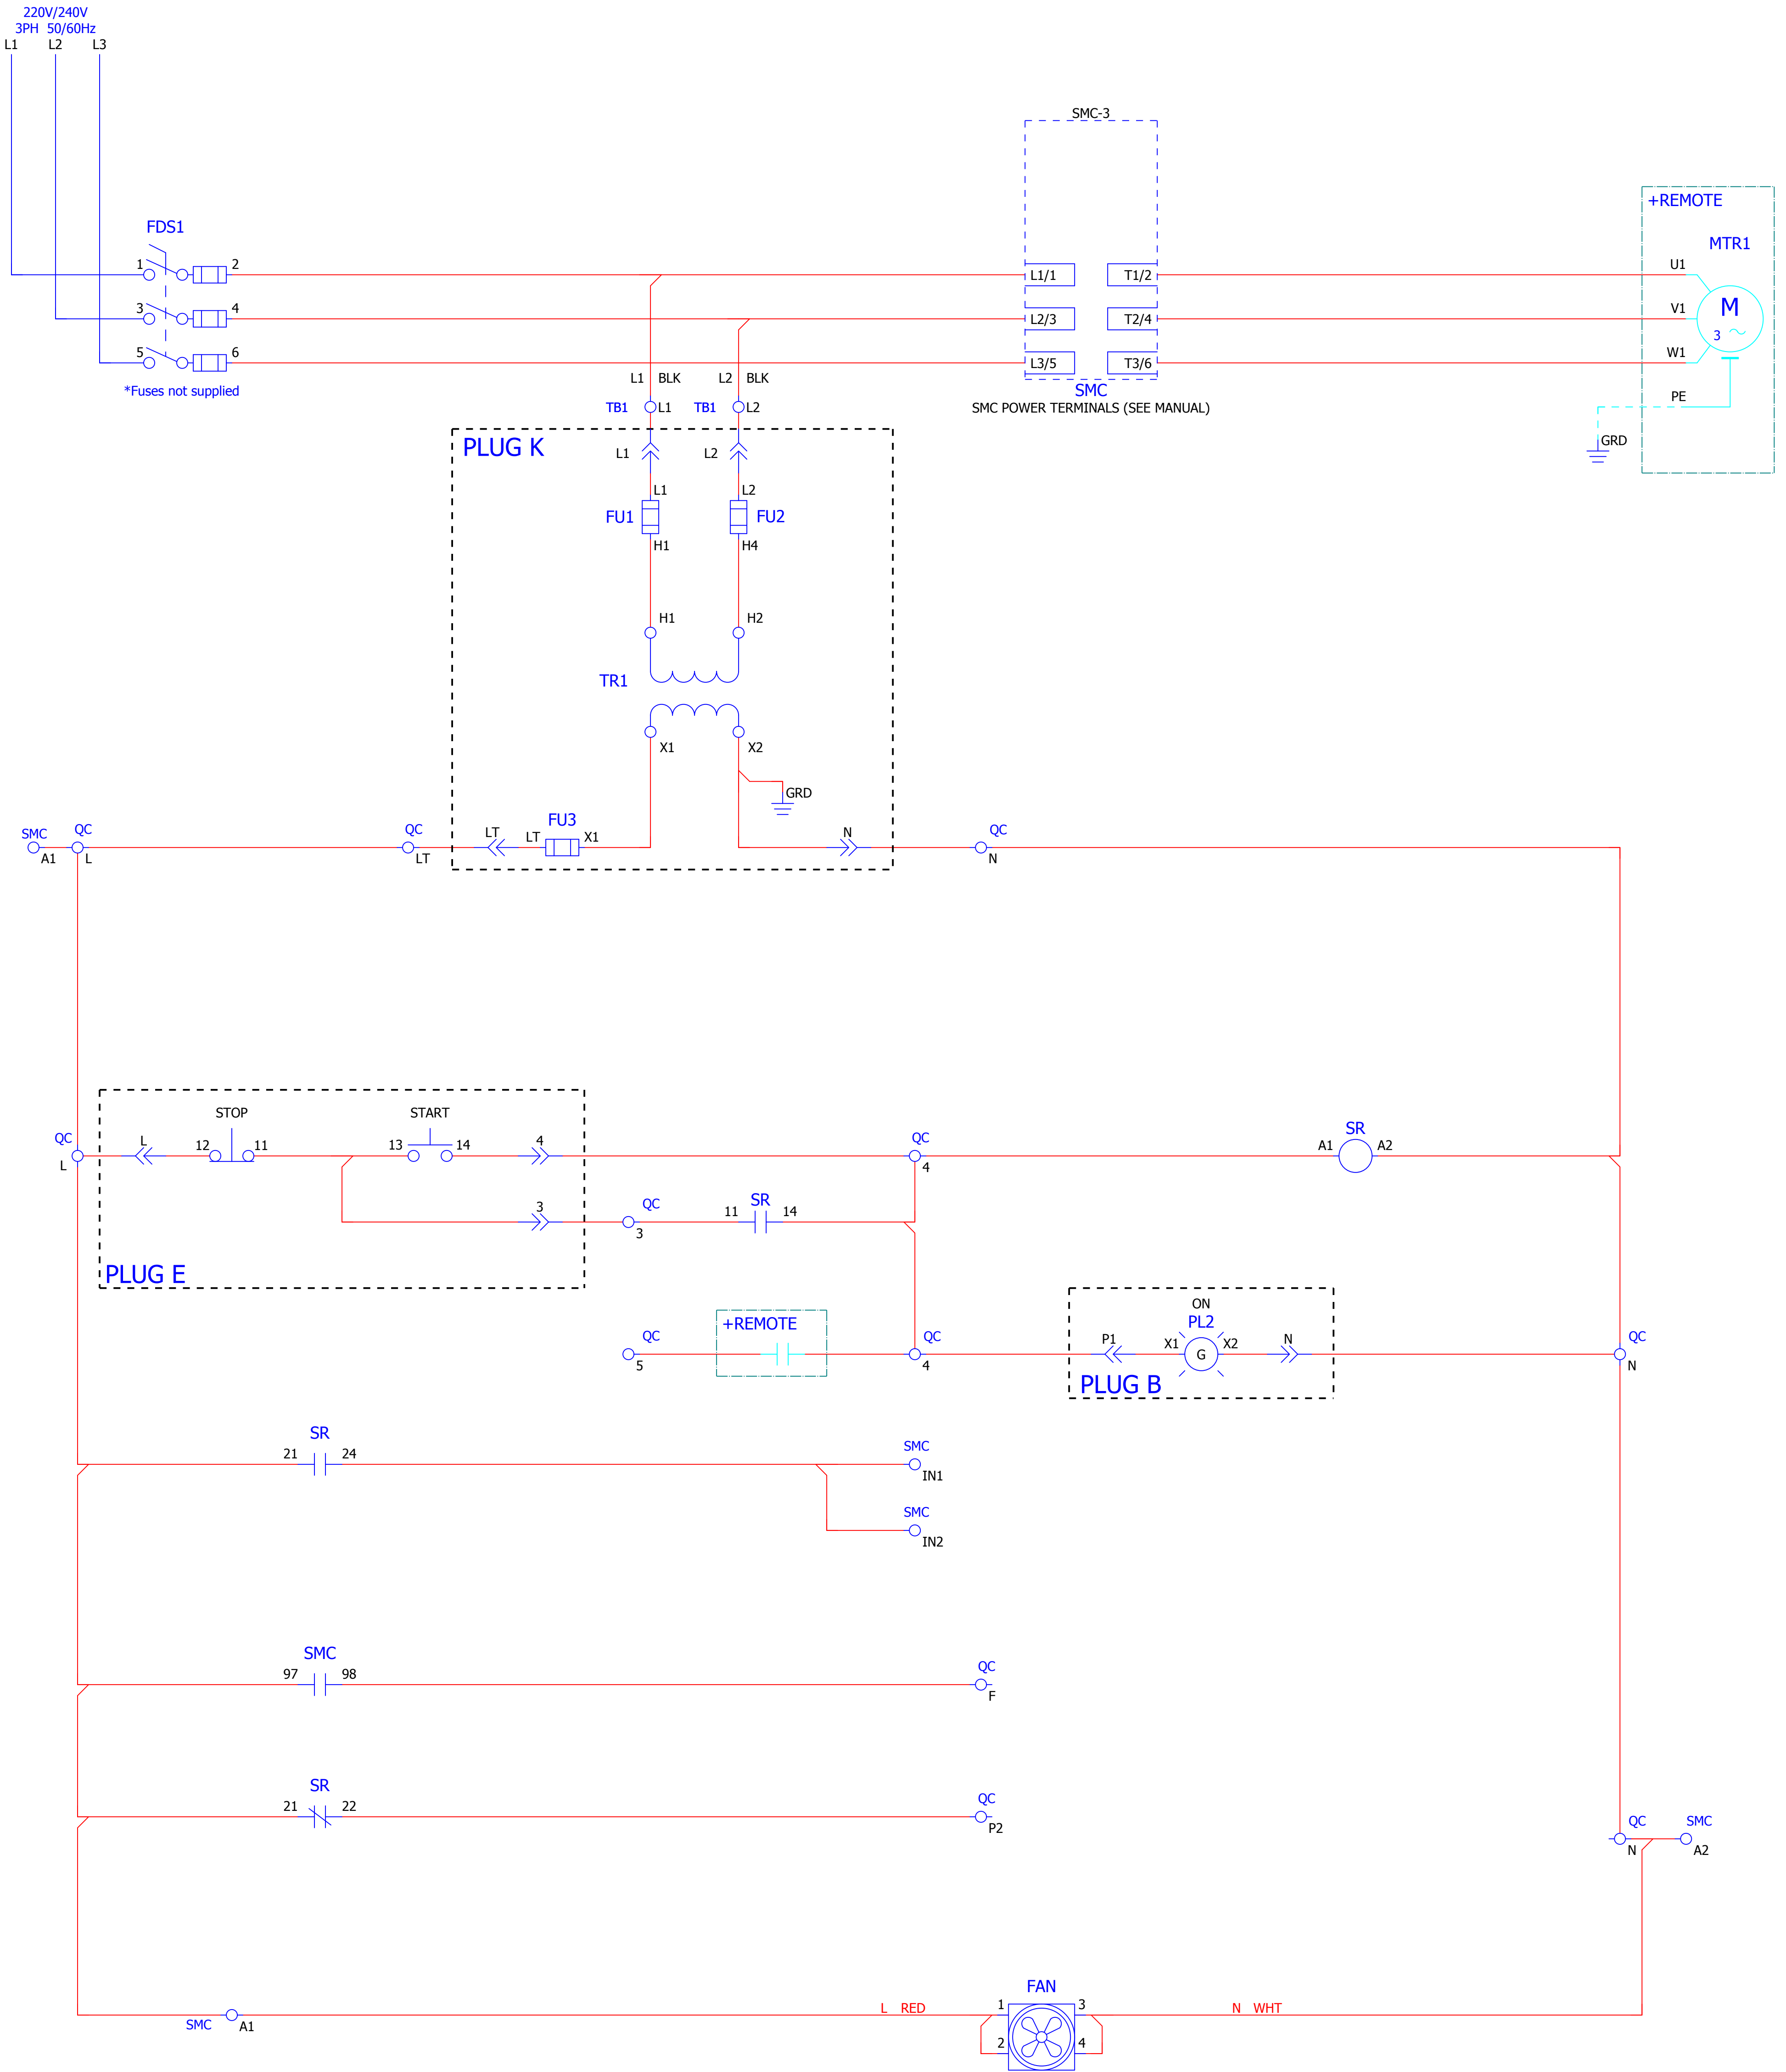 220V/240V
3PH 50/60Hz
L1 L2 L3
SMC-3
+REMOTE
MTR1
FDS1
1 2
L1/1 T1/2
U1
M
3
3 4
L2/3 T2/4
V1
5 6
L3/5 T3/6
W1
*Fuses not supplied
L1 BLK L2 BLK
SMC
SMC POWER TERMINALS (SEE MANUAL)
PE
GRD
TB1 L1 TB1 L2
PLUG K
L1 L2
L1 L2
FU1 FU2
H1 H4
H1 H2
TR1
X1 X2
GRD
SMC QC QC FU3 QC
A1 L LT LT LT X1 N N
STOP START
QC L 12 11 13 14 4 QC SR
L 4 A1 A2
3 QC 11 SR 14
3
PLUG E
ON
+REMOTE
PL2
QC QC P1 X1 G X2 N QC
5 4 N
PLUG B
SR
21 24 SMC
IN1
SMC
IN2
SMC
97 98 QC
F
SR
21 22 QC
P2
QC SMC
N A2
FAN
L RED 1 3 N WHT
SMC A1
2 4